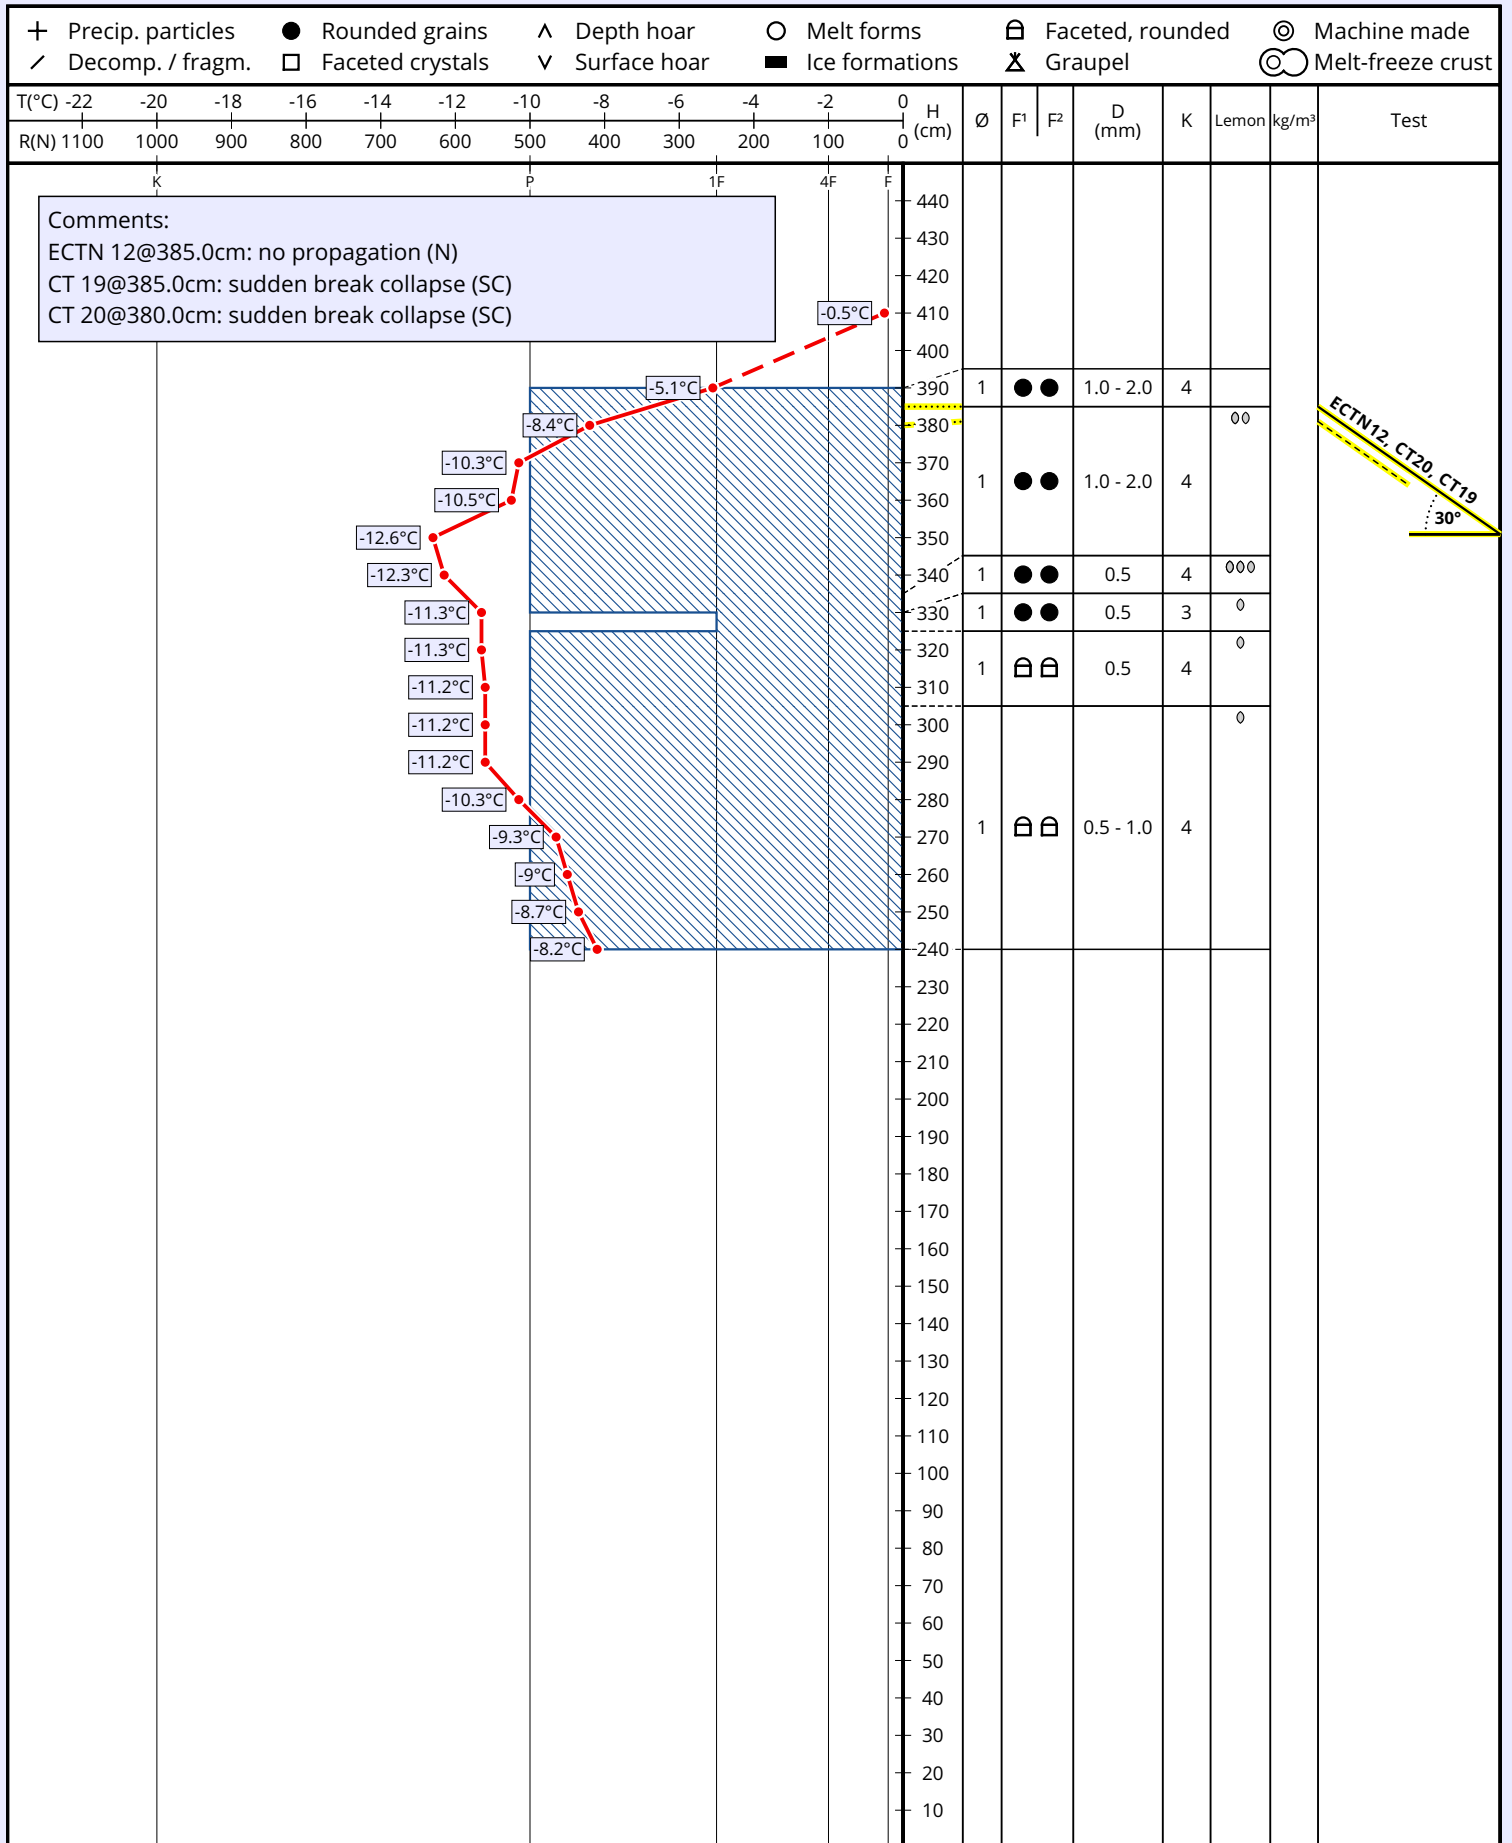 Precip. particles Rounded grains Depth hoar Melt forms Faceted, rounded Machine made
Decomp. / fragm. Faceted crystals Surface hoar Ice formations Graupel Melt-freeze crust
T(°C) -22 -20 -18 -16 -14 -12 -10 -8 -6 -4 -2 0
R(N) 1100 1000 900 800 700 600 500 400 300 200 100 0
H (cm) Ø F¹ F² D (mm) K Lemon kg/m³ Test
K P 1F 4F F
Comments:
ECTN 12@385.0cm: no propagation (N)
CT 19@385.0cm: sudden break collapse (SC)
CT 20@380.0cm: sudden break collapse (SC)
440
430
420
-0.5°C 410
400
-5.1°C 390 1 1.0 - 2.0 4
-8.4°C 380
ECTN12, CT20, CT19
30°
-10.3°C 370
1 1.0 - 2.0 4
-10.5°C 360
-12.6°C 350
-12.3°C 340 1 0.5 4
-11.3°C 330 1 0.5 3
-11.3°C 320
1 0.5 4
-11.2°C 310
-11.2°C 300
-11.2°C 290
-10.3°C 280
1 0.5 - 1.0 4
-9.3°C 270
-9°C 260
-8.7°C 250
-8.2°C 240
230
220
210
200
190
180
170
160
150
140
130
120
110
100
90
80
70
60
50
40
30
20
10